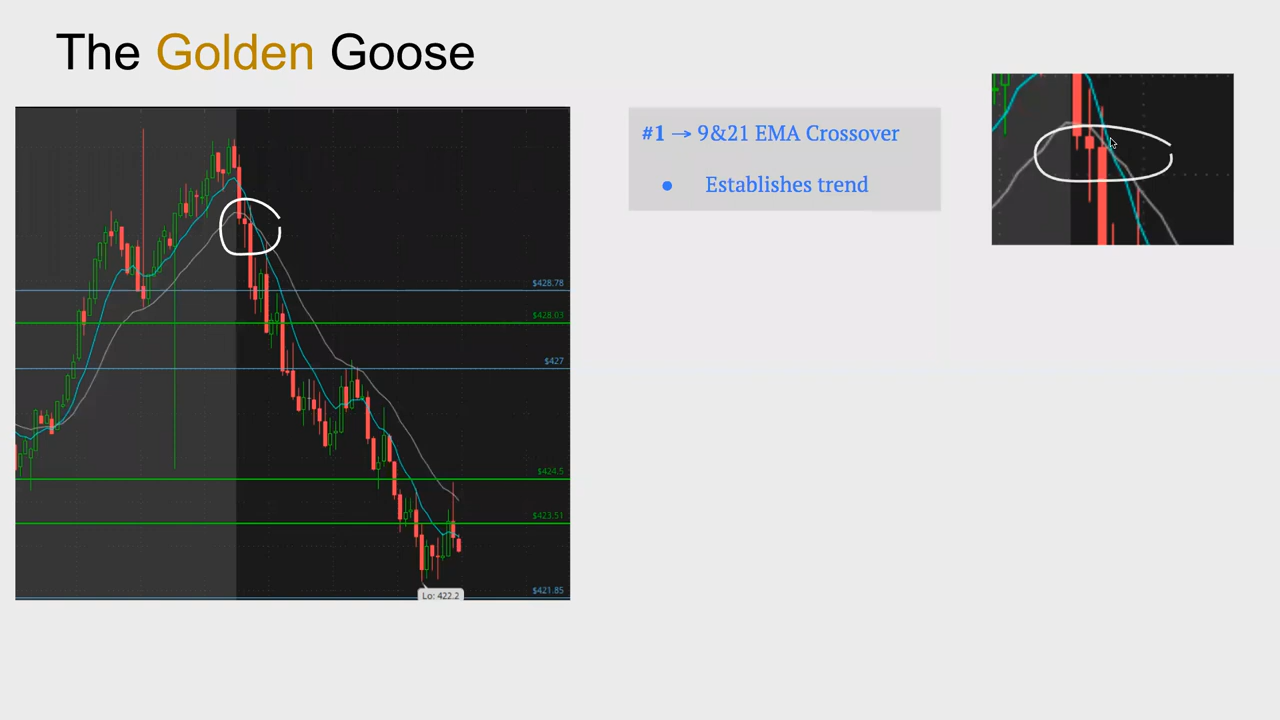 The Golden Goose
#1 → 9&21 EMA Crossover
● Establishes trend
$428.78
$428.03
$427
$424.5
$423.51
$421.85
Lo: 422.2